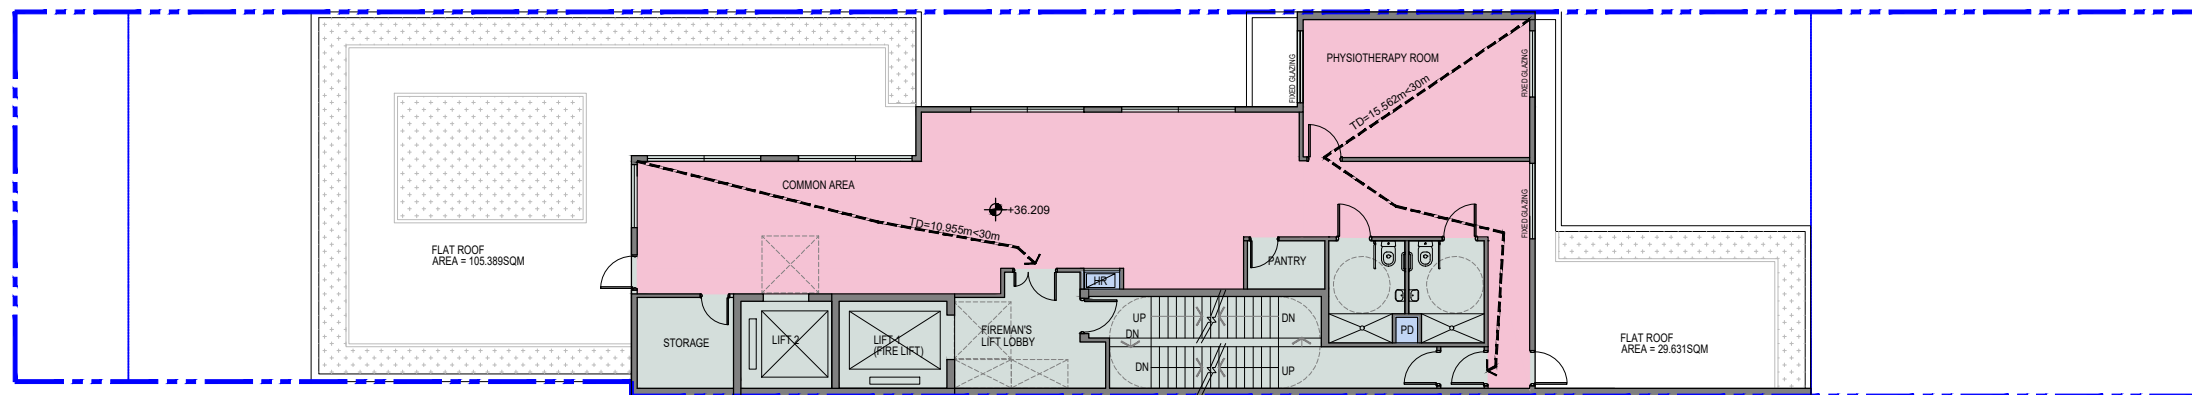 PHYSIOTHERAPY ROOM
FIXED GLAZING
FIXED GLAZING
TD=15.562m<30m
COMMON AREA
+36.209
FIXED GLAZING
TD=10.955m<30m
FLAT ROOF
AREA = 105.389SQM
PANTRY
HR
UP
DN
DN
STORAGE
LIFT 2
LIFT 1
(FIRE LIFT)
FIREMAN'S
LIFT LOBBY
PD
FLAT ROOF
AREA = 29.631SQM
DN
UP